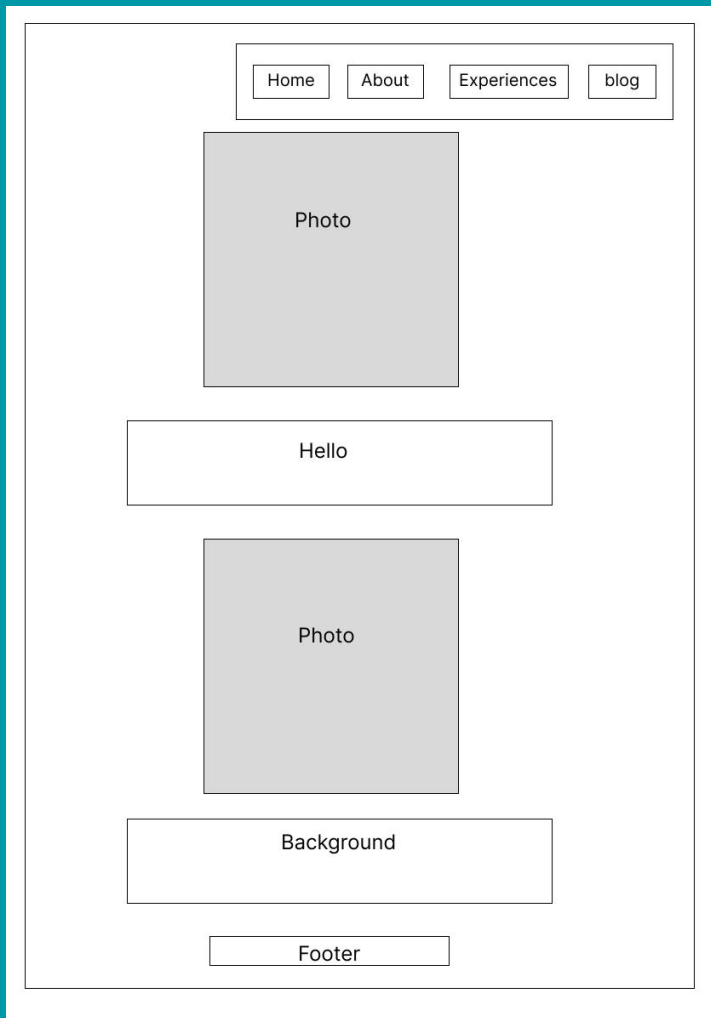 Home About Experiences blog
Photo
Hello
Photo
Background
Footer